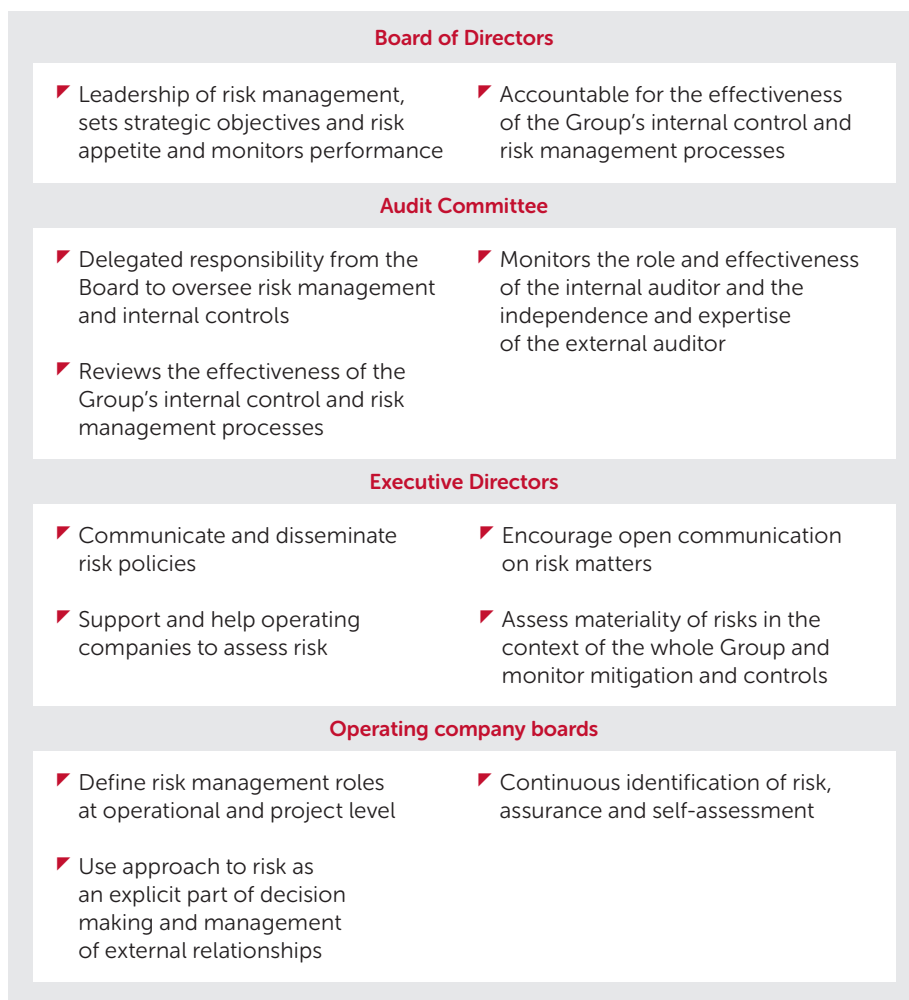 Board of Directors
Leadership of risk management,
sets strategic objectives and risk
appetite and monitors performance
Accountable for the effectiveness
of the Group’s internal control and
risk management processes
Audit Committee
Delegated responsibility from the
Board to oversee risk management
and internal controls
Reviews the effectiveness of the
Group’s internal control and risk
management processes
Monitors the role and effectiveness
of the internal auditor and the
independence and expertise
of the external auditor
Executive Directors
Communicate and disseminate
risk policies
Support and help operating
companies to assess risk
Encourage open communication
on risk matters
Assess materiality of risks in the
context of the whole Group and
monitor mitigation and controls
Operating company boards
Define risk management roles
at operational and project level
Use approach to risk as
an explicit part of decision
making and management
of external relationships
Continuous identification of risk,
assurance and self-assessment